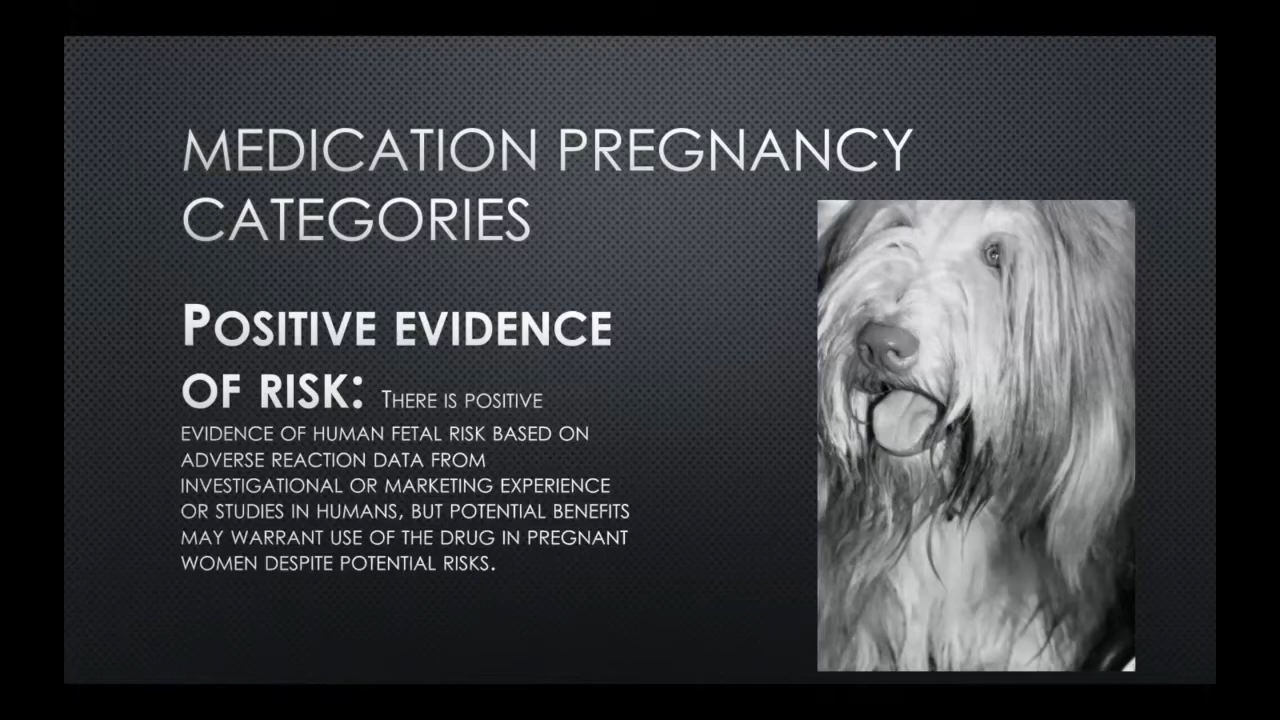 MEDICATION PREGNANCY
CATEGORIES
POSITIVE EVIDENCE
OF RISK: THERE IS POSITIVE
EVIDENCE OF HUMAN FETAL RISK BASED ON
ADVERSE REACTION DATA FROM
INVESTIGATIONAL OR MARKETING EXPERIENCE
OR STUDIES IN HUMANS, BUT POTENTIAL BENEFITS
MAY WARRANT USE OF THE DRUG IN PREGNANT
WOMEN DESPITE POTENTIAL RISKS.